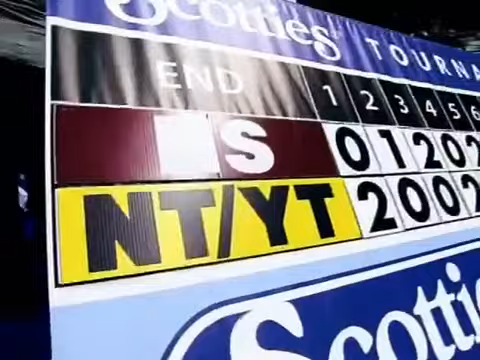 Scotties TOURNA
END 1 2 3 4 5 6
S 0 1 2 0 2
NT/YT 2 0 0 2
Scotties